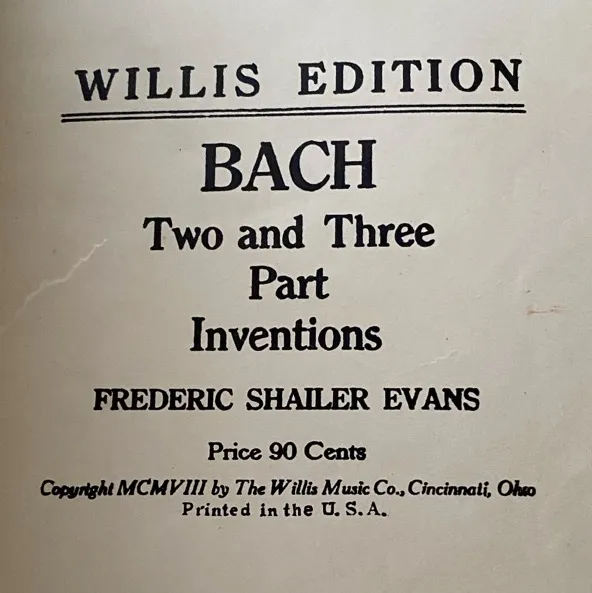 WILLIS EDITION
BACH
Two and Three
Part
Inventions
FREDERIC SHAILER EVANS
Price 90 Cents
Copyright MCMVIII by The Willis Music Co., Cincinnati, Ohio
Printed in the U. S. A.